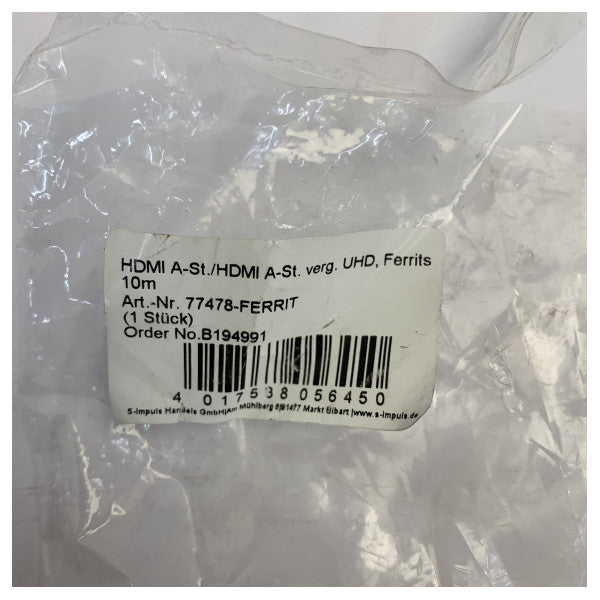 HDMI A-St./HDMI A-St. verg. UHD, Ferrits
10m
Art.-Nr. 77478-FERRIT
(1 Stück)
Order No.B194991
4 017538 056450
S-Impuls Handels GmbH|Am Mühlberg 8|91477 Markt Bibart |www.s-impuls.de